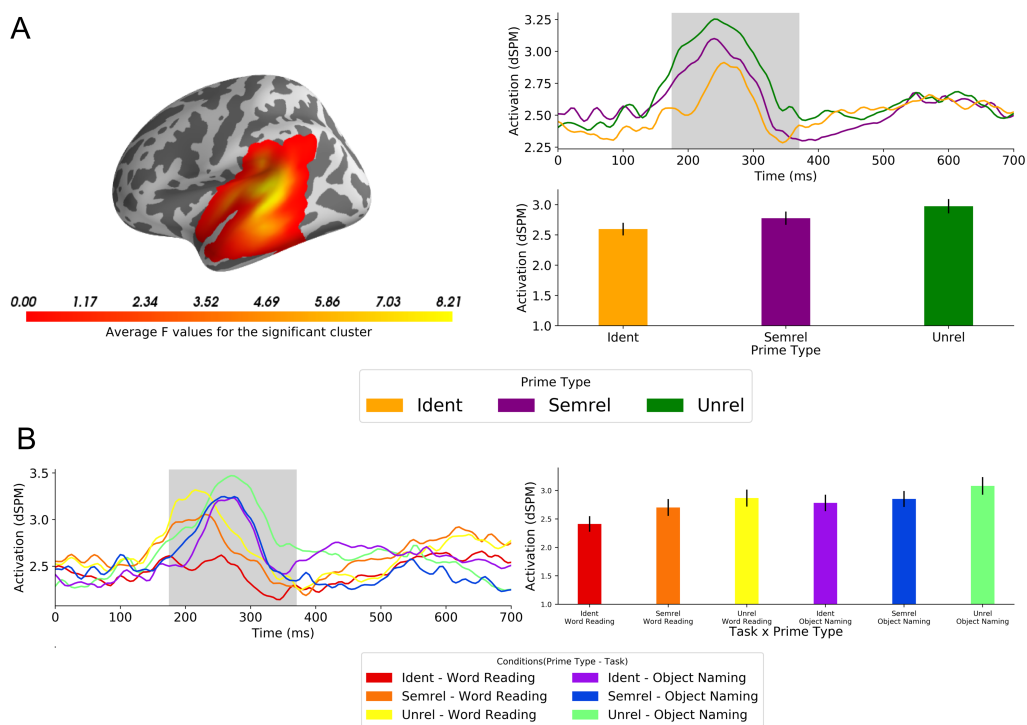 A
Activation (dSPM)
3.25
3.00
2.75
2.50
2.25
0 100 200 300 400 500 600 700
Time (ms)
0.00 1.17 2.34 3.52 4.69 5.86 7.03 8.21
Average F values for the significant cluster
Activation (dSPM)
3.0
2.5
2.0
1.5
1.0
Ident Semrel Unrel
Prime Type
Prime Type
Ident Semrel Unrel
B
Activation (dSPM)
3.5
3.0
2.5
0 100 200 300 400 500 600 700
Time (ms)
Activation (dSPM)
3.0
2.5
2.0
1.5
1.0
Ident Semrel Unrel Ident Semrel Unrel
Word Reading Word Reading Word Reading Object Naming Object Naming Object Naming
Task x Prime Type
Conditions(Prime Type - Task)
Ident - Word Reading Ident - Object Naming
Semrel - Word Reading Semrel - Object Naming
Unrel - Word Reading Unrel - Object Naming